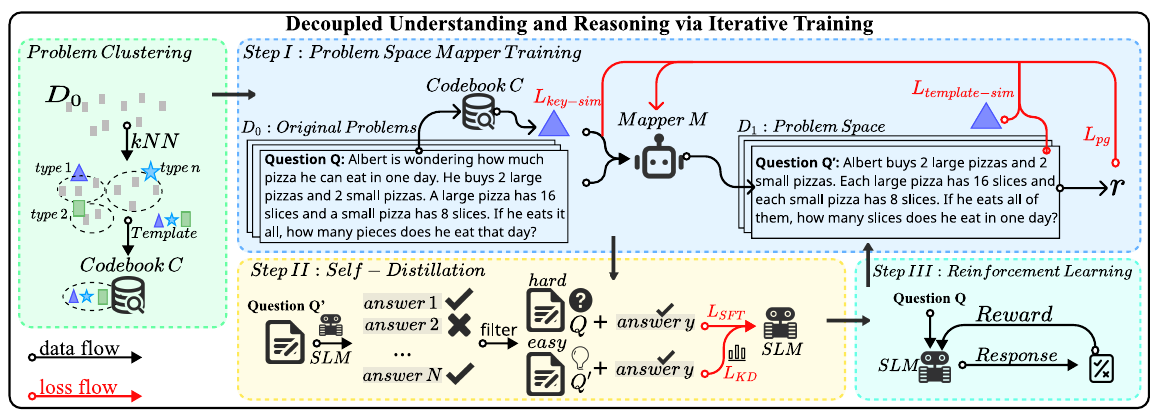 Decoupled Understanding and Reasoning via Iterative Training
Problem Clustering
D₀
kNN
type 1
type n
type 2
Template
Codebook C
data flow
loss flow
Step I : Problem Space Mapper Training
Codebook C
L_key-sim
Mapper M
L_template-sim
L_pg
D₀ : Original Problems
Question Q: Albert is wondering how much
pizza he can eat in one day. He buys 2 large
pizzas and 2 small pizzas. A large pizza has 16
slices and a small pizza has 8 slices. If he eats it
all, how many pieces does he eat that day?
D₁ : Problem Space
Question Q’: Albert buys 2 large pizzas and 2
small pizzas. Each large pizza has 16 slices and
each small pizza has 8 slices. If he eats all of
them, how many slices does he eat in one day?
r
Step II : Self - Distillation
Question Q’
SLM
answer 1
answer 2
...
answer N
filter
hard
Q + answer y
easy
Q' + answer y
L_SFT
L_KD
SLM
Step III : Reinforcement Learning
Question Q
Reward
SLM
Response